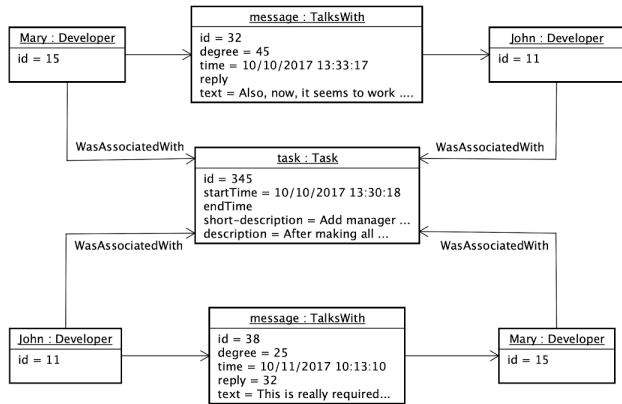 message : TalksWith
Mary : Developer
id = 15
id = 32
degree = 45
time = 10/10/2017 13:33:17
reply
text = Also, now, it seems to work ....
John : Developer
id = 11
WasAssociatedWith
WasAssociatedWith
task : Task
id = 345
startTime = 10/10/2017 13:30:18
endTime
short-description = Add manager ...
description = After making all ...
WasAssociatedWith
WasAssociatedWith
message : TalksWith
John : Developer
id = 11
id = 38
degree = 25
time = 10/11/2017 10:13:10
reply = 32
text = This is really required...
Mary : Developer
id = 15